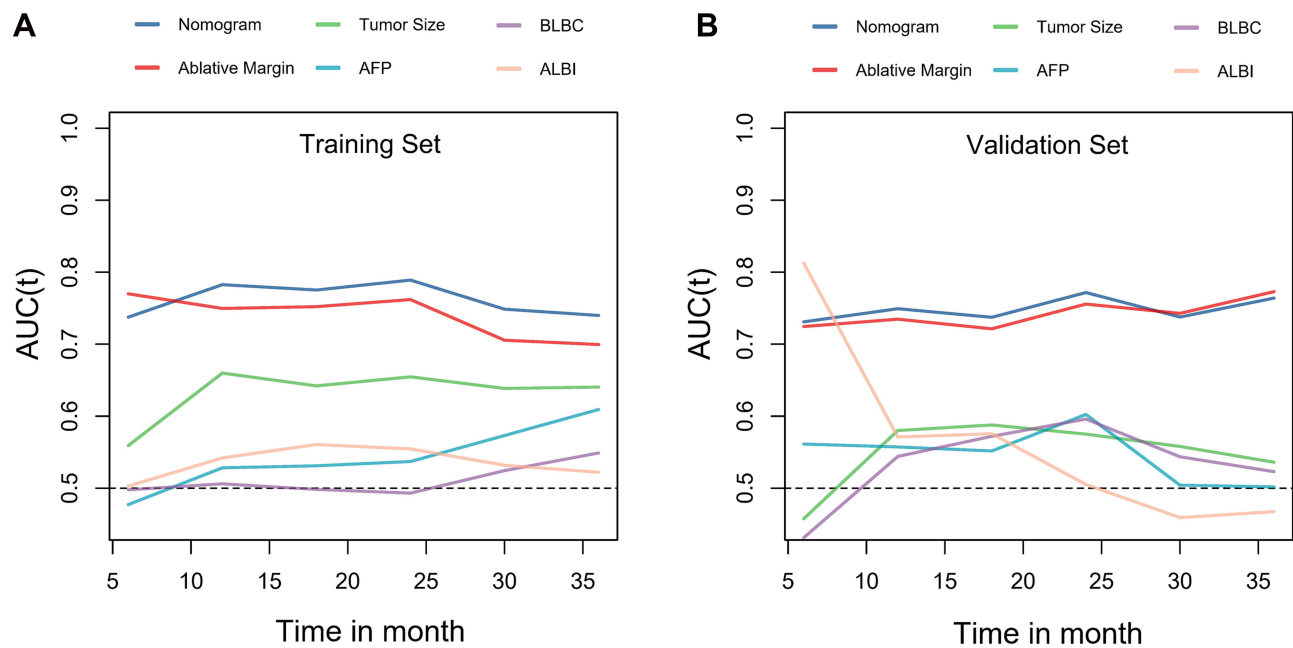 A
Nomogram Tumor Size BLBC
Ablative Margin AFP ALBI
Training Set
AUC(t)
1.0
0.9
0.8
0.7
0.6
0.5
5 10 15 20 25 30 35
Time in month
B
Nomogram Tumor Size BLBC
Ablative Margin AFP ALBI
Validation Set
AUC(t)
1.0
0.9
0.8
0.7
0.6
0.5
5 10 15 20 25 30 35
Time in month